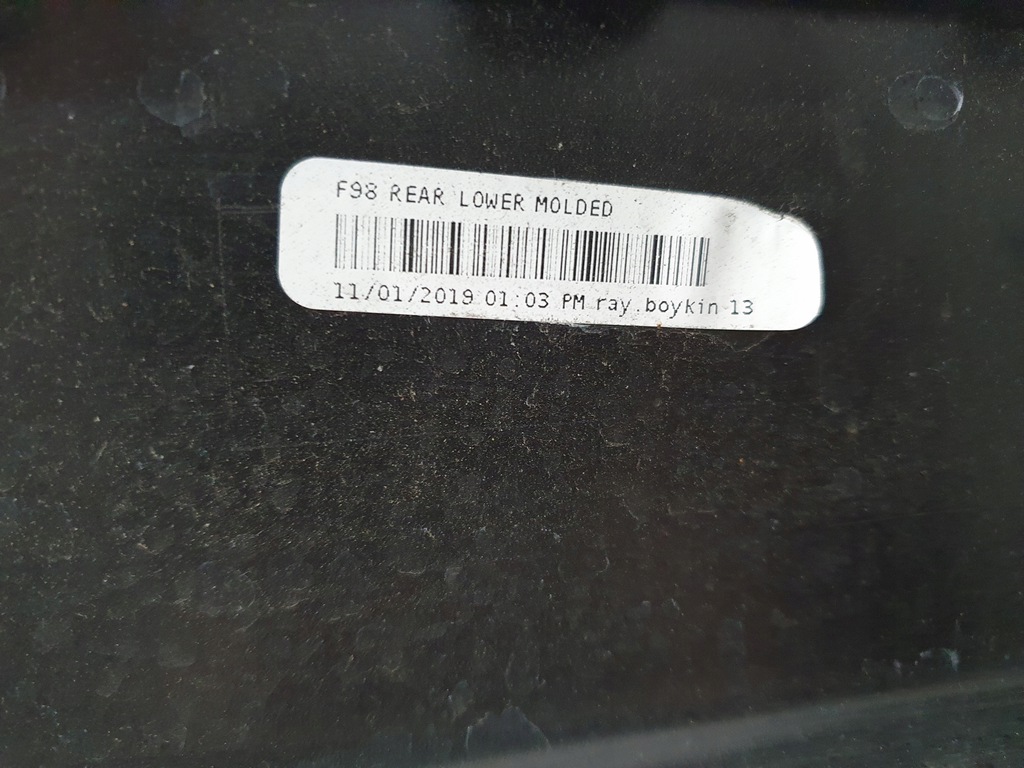 F98 REAR LOWER MOLDED
11/01/2019 01:03 PM ray.boykin 13